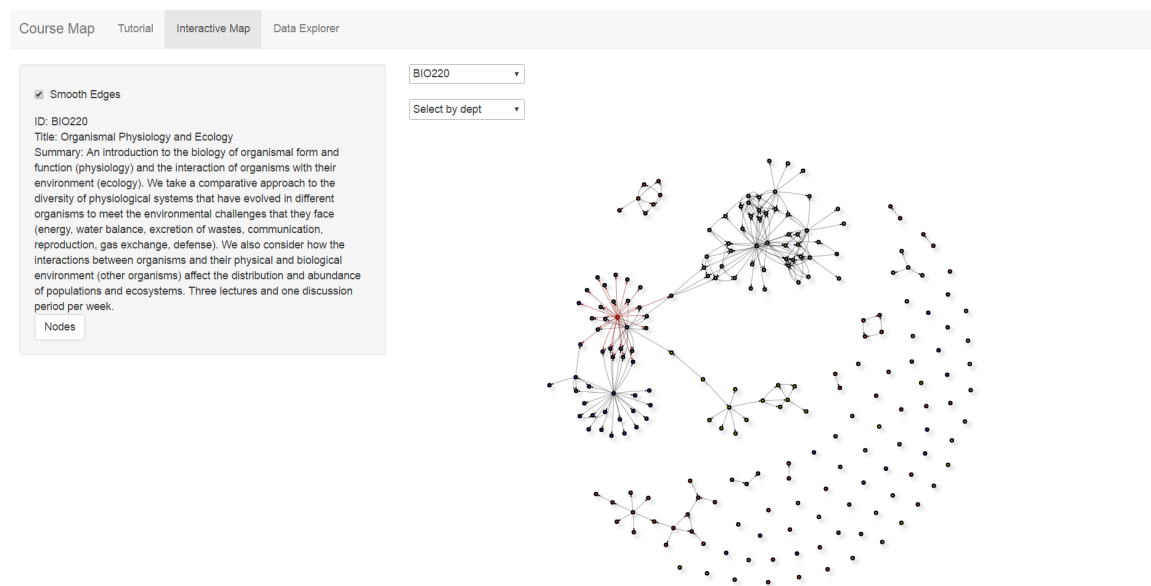 Course Map Tutorial Interactive Map Data Explorer
BIO220
Select by dept
Smooth Edges
ID: BIO220
Title: Organismal Physiology and Ecology
Summary: An introduction to the biology of organismal form and
function (physiology) and the interaction of organisms with their
environment (ecology). We take a comparative approach to the
diversity of physiological systems that have evolved in different
organisms to meet the environmental challenges that they face
(energy, water balance, excretion of wastes, communication,
reproduction, gas exchange, defense). We also consider how the
interactions between organisms and their physical and biological
environment (other organisms) affect the distribution and abundance
of populations and ecosystems. Three lectures and one discussion
period per week.
Nodes